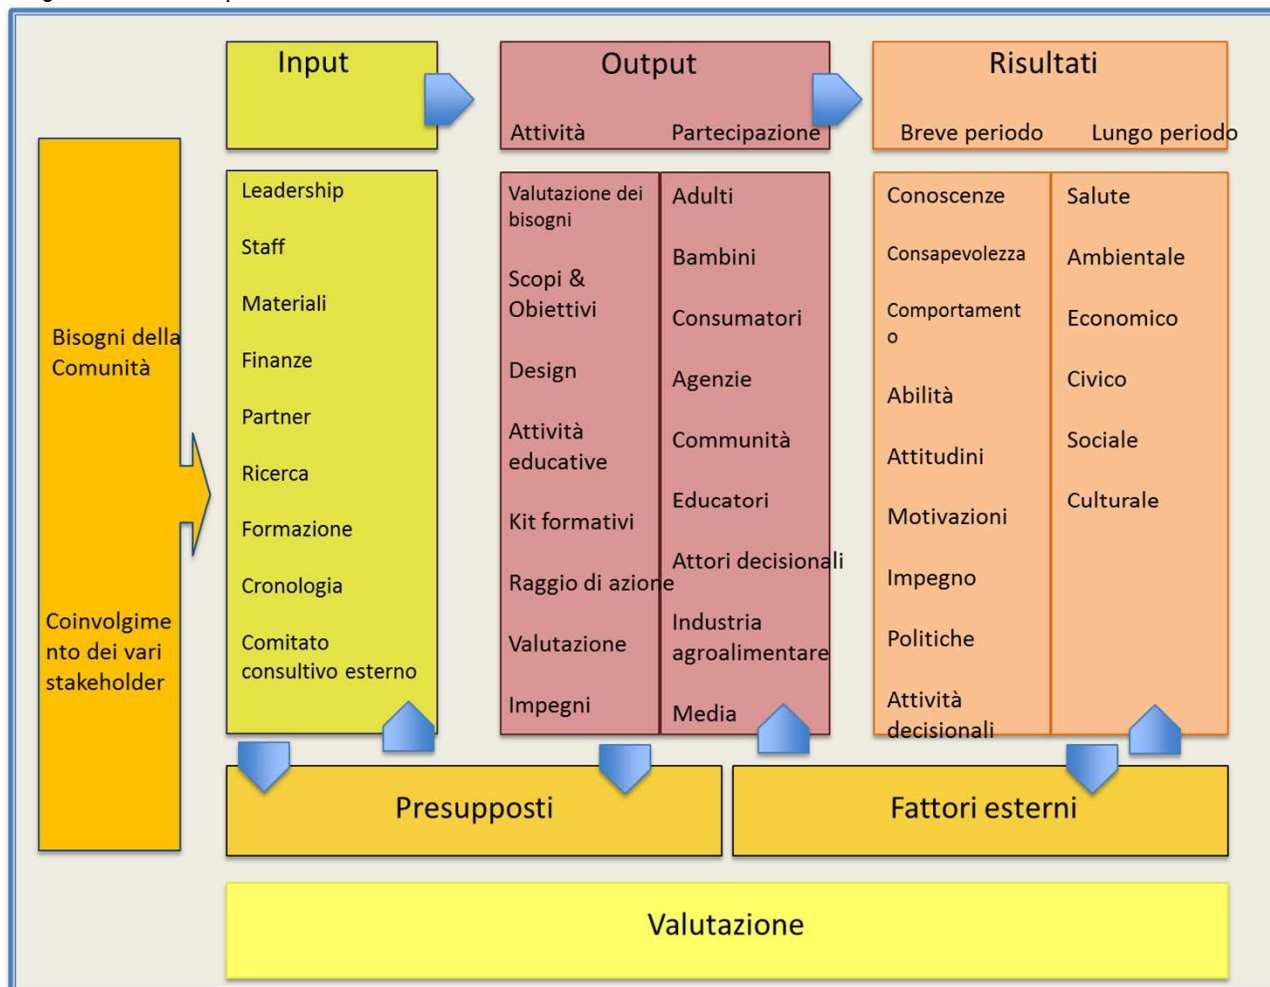 Input
Output
Risultati
Attività
Partecipazione
Breve periodo
Lungo periodo
Bisogni della
Comunità
Coinvolgime
nto dei vari
stakeholder
Leadership
Staff
Materiali
Finanze
Partner
Ricerca
Formazione
Cronologia
Comitato
consultivo esterno
Valutazione dei
bisogni
Scopi &
Obiettivi
Design
Attività
educative
Kit formativi
Raggio di azione
Valutazione
Impegni
Adulti
Bambini
Consumatori
Agenzie
Communità
Educatori
Attori decisionali
Industria
agroalimentare
Media
Conoscenze
Consapevolezza
Comportament
o
Abilità
Attitudini
Motivazioni
Impegno
Politiche
Attività
decisionali
Salute
Ambientale
Economico
Civico
Sociale
Culturale
Presupposti
Fattori esterni
Valutazione